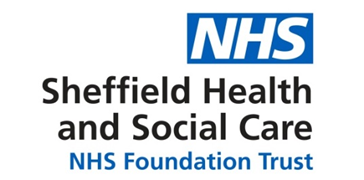 NHS
Sheffield Health
and Social Care
NHS Foundation Trust